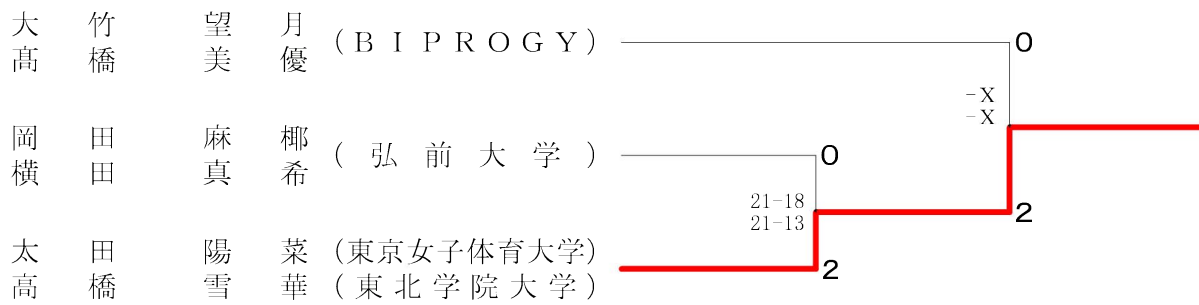 大竹望月
髙橋美優
(BIPROGY)
0
-X
-X
岡田麻椰
横田真希
(弘前大学)
0
21-18
21-13
2
太田陽菜(東京女子体育大学)
高橋雪華(東北学院大学)
2